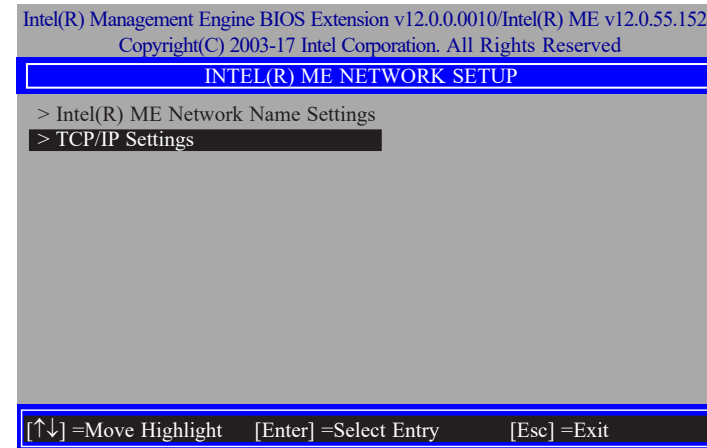 Intel(R) Management Engine BIOS Extension v12.0.0.0010/Intel(R) ME v12.0.55.152
Copyright(C) 2003-17 Intel Corporation. All Rights Reserved
INTEL(R) ME NETWORK SETUP
> Intel(R) ME Network Name Settings
> TCP/IP Settings
[↑↓] =Move Highlight [Enter] =Select Entry [Esc] =Exit